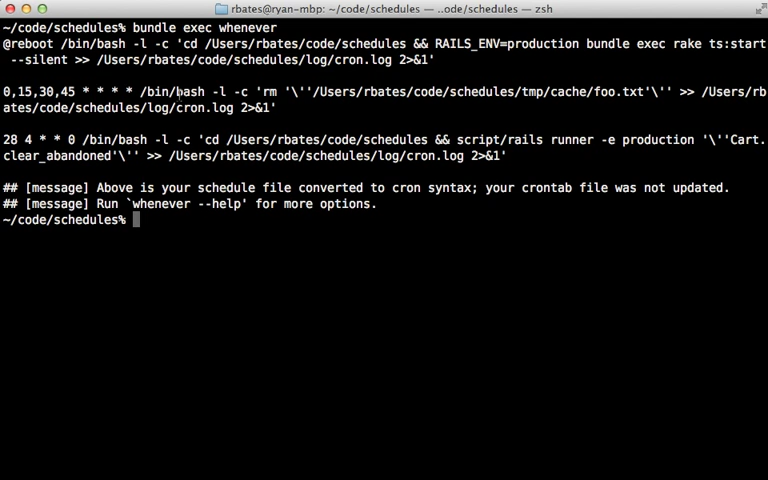 rbates@ryan-mbp: ~/code/schedules — ..ode/schedules — zsh
~/code/schedules% bundle exec whenever
@reboot /bin/bash -l -c 'cd /Users/rbates/code/schedules && RAILS_ENV=production bundle exec rake ts:start
 --silent >> /Users/rbates/code/schedules/log/cron.log 2>&1'
0,15,30,45 * * * * /bin/bash -l -c 'rm '\''/Users/rbates/code/schedules/tmp/cache/foo.txt'\'' >> /Users/rb
ates/code/schedules/log/cron.log 2>&1'
28 4 * * 0 /bin/bash -l -c 'cd /Users/rbates/code/schedules && script/rails runner -e production '\''Cart.
clear_abandoned'\'' >> /Users/rbates/code/schedules/log/cron.log 2>&1'
## [message] Above is your schedule file converted to cron syntax; your crontab file was not updated.
## [message] Run `whenever --help' for more options.
~/code/schedules%